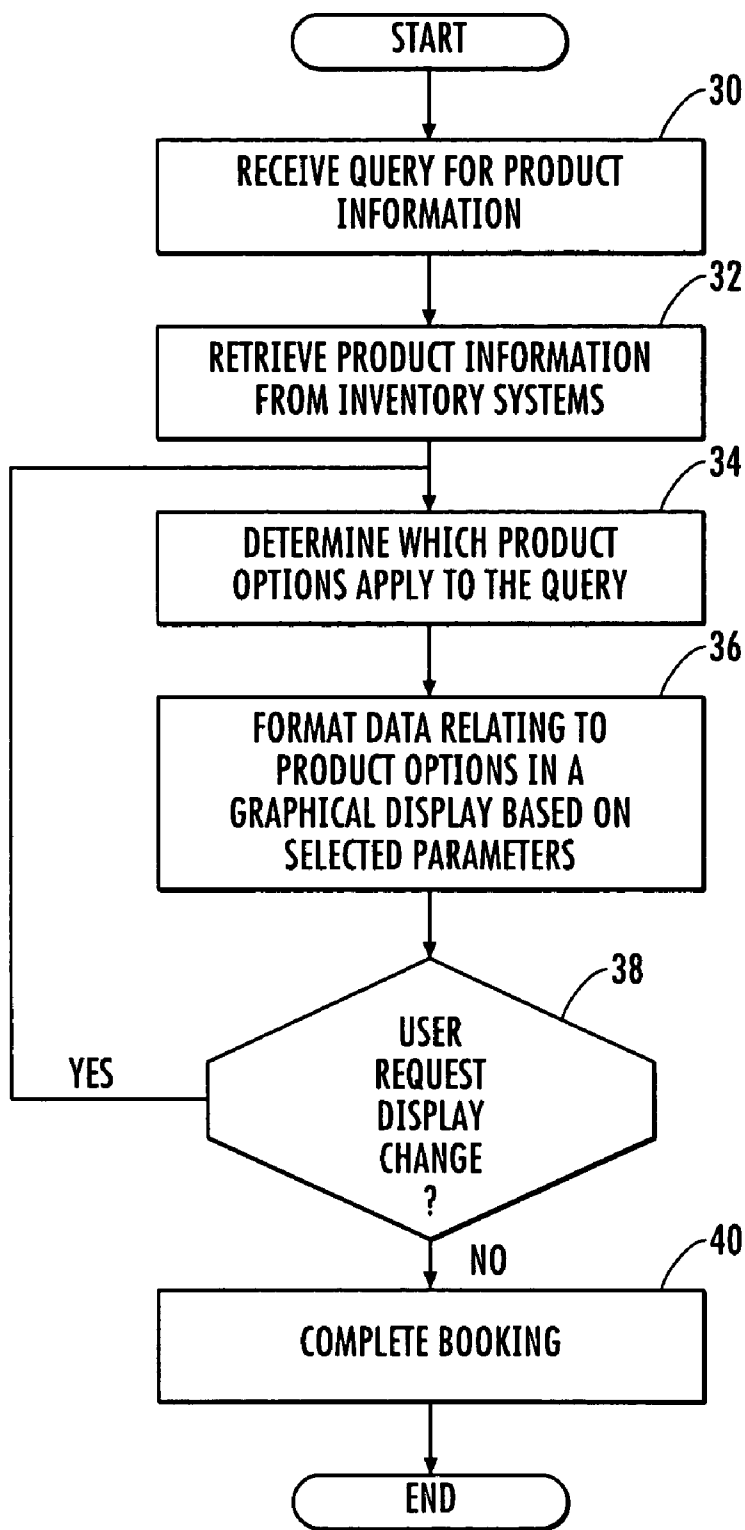 START
30
RECEIVE QUERY FOR PRODUCT
INFORMATION
32
RETRIEVE PRODUCT INFORMATION
FROM INVENTORY SYSTEMS
34
DETERMINE WHICH PRODUCT
OPTIONS APPLY TO THE QUERY
36
FORMAT DATA RELATING TO
PRODUCT OPTIONS IN A
GRAPHICAL DISPLAY BASED ON
SELECTED PARAMETERS
38
USER
REQUEST
DISPLAY
CHANGE
?
YES
NO
40
COMPLETE BOOKING
END